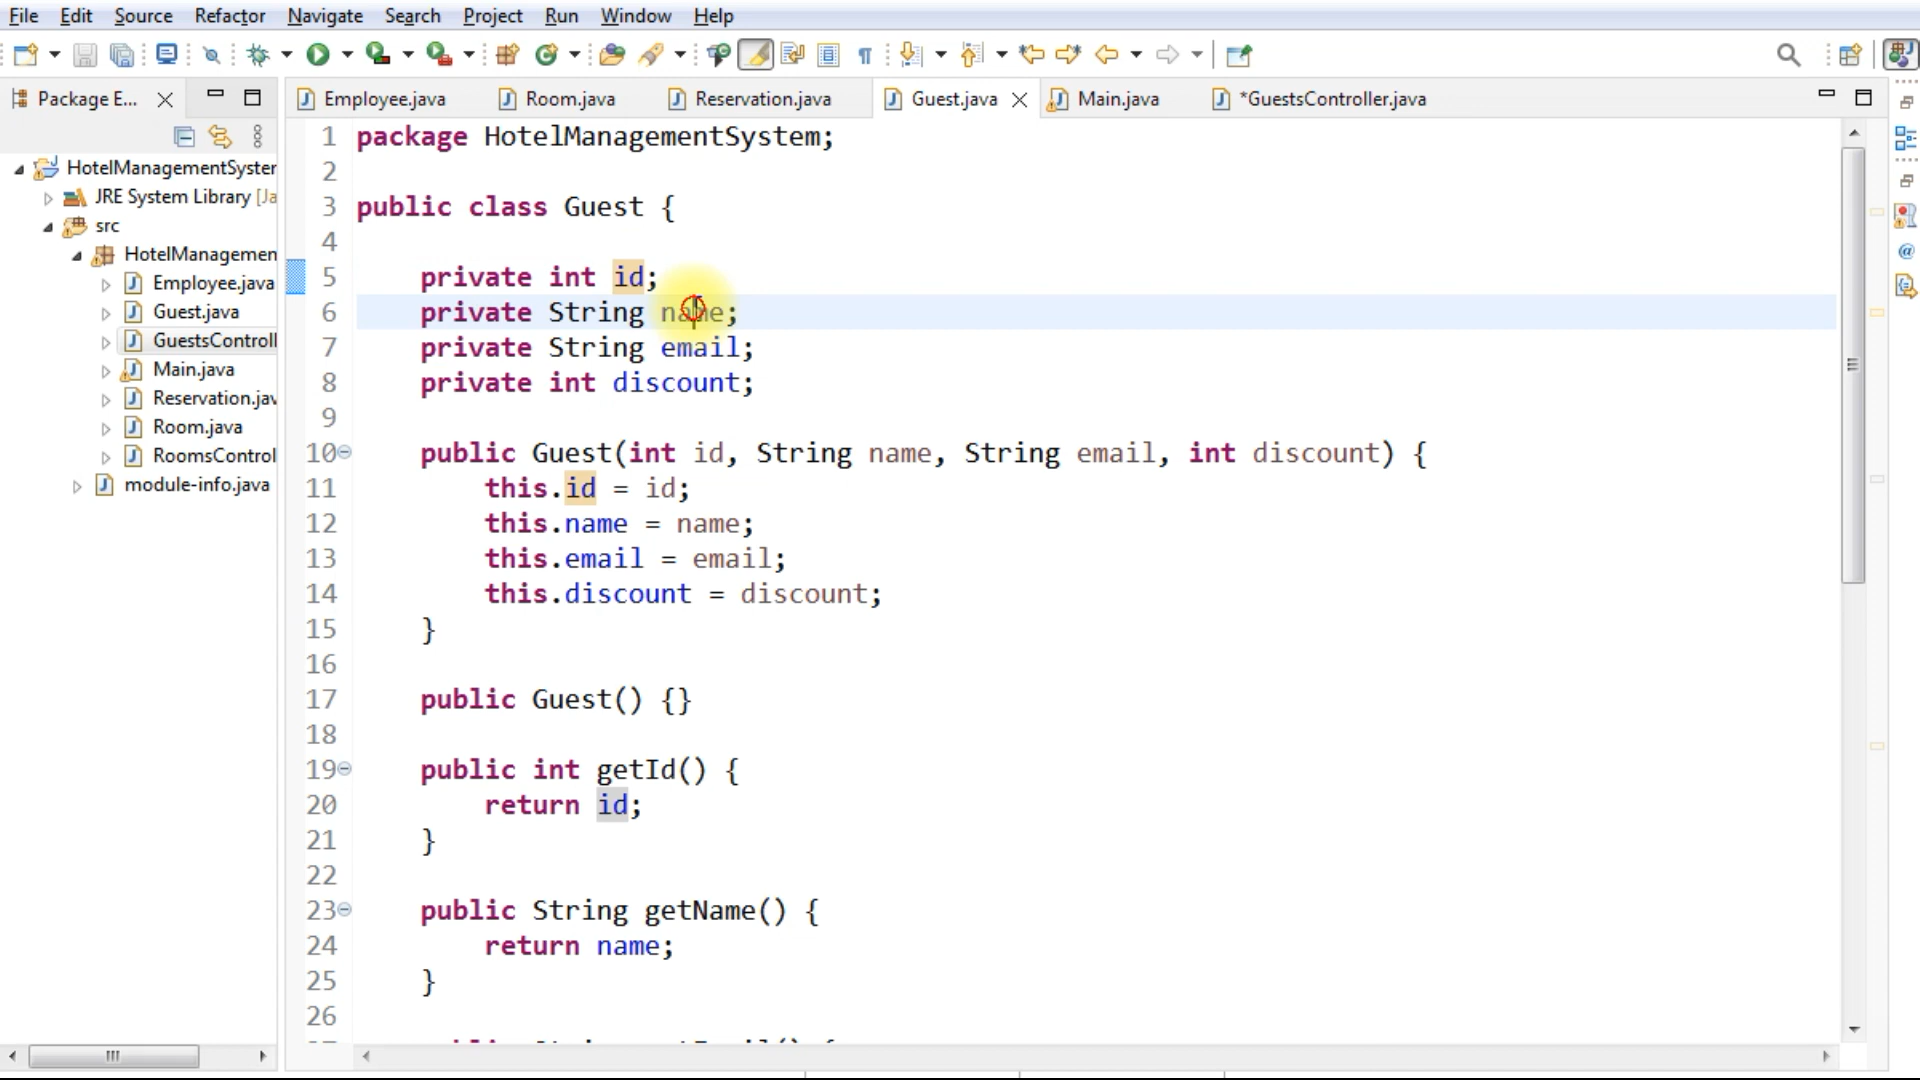 File Edit Source Refactor Navigate Search Project Run Window Help
Package E...
Employee.java Room.java Reservation.java Guest.java Main.java *GuestsController.java
HotelManagementSyster
JRE System Library [Ja
src
HotelManagemen
Employee.java
Guest.java
GuestsControll
Main.java
Reservation.jav
Room.java
RoomsControl
module-info.java
1 package HotelManagementSystem;
2
3 public class Guest {
4
5 private int id;
6 private String name;
7 private String email;
8 private int discount;
9
10 public Guest(int id, String name, String email, int discount) {
11 this.id = id;
12 this.name = name;
13 this.email = email;
14 this.discount = discount;
15 }
16
17 public Guest() {}
18
19 public int getId() {
20 return id;
21 }
22
23 public String getName() {
24 return name;
25 }
26